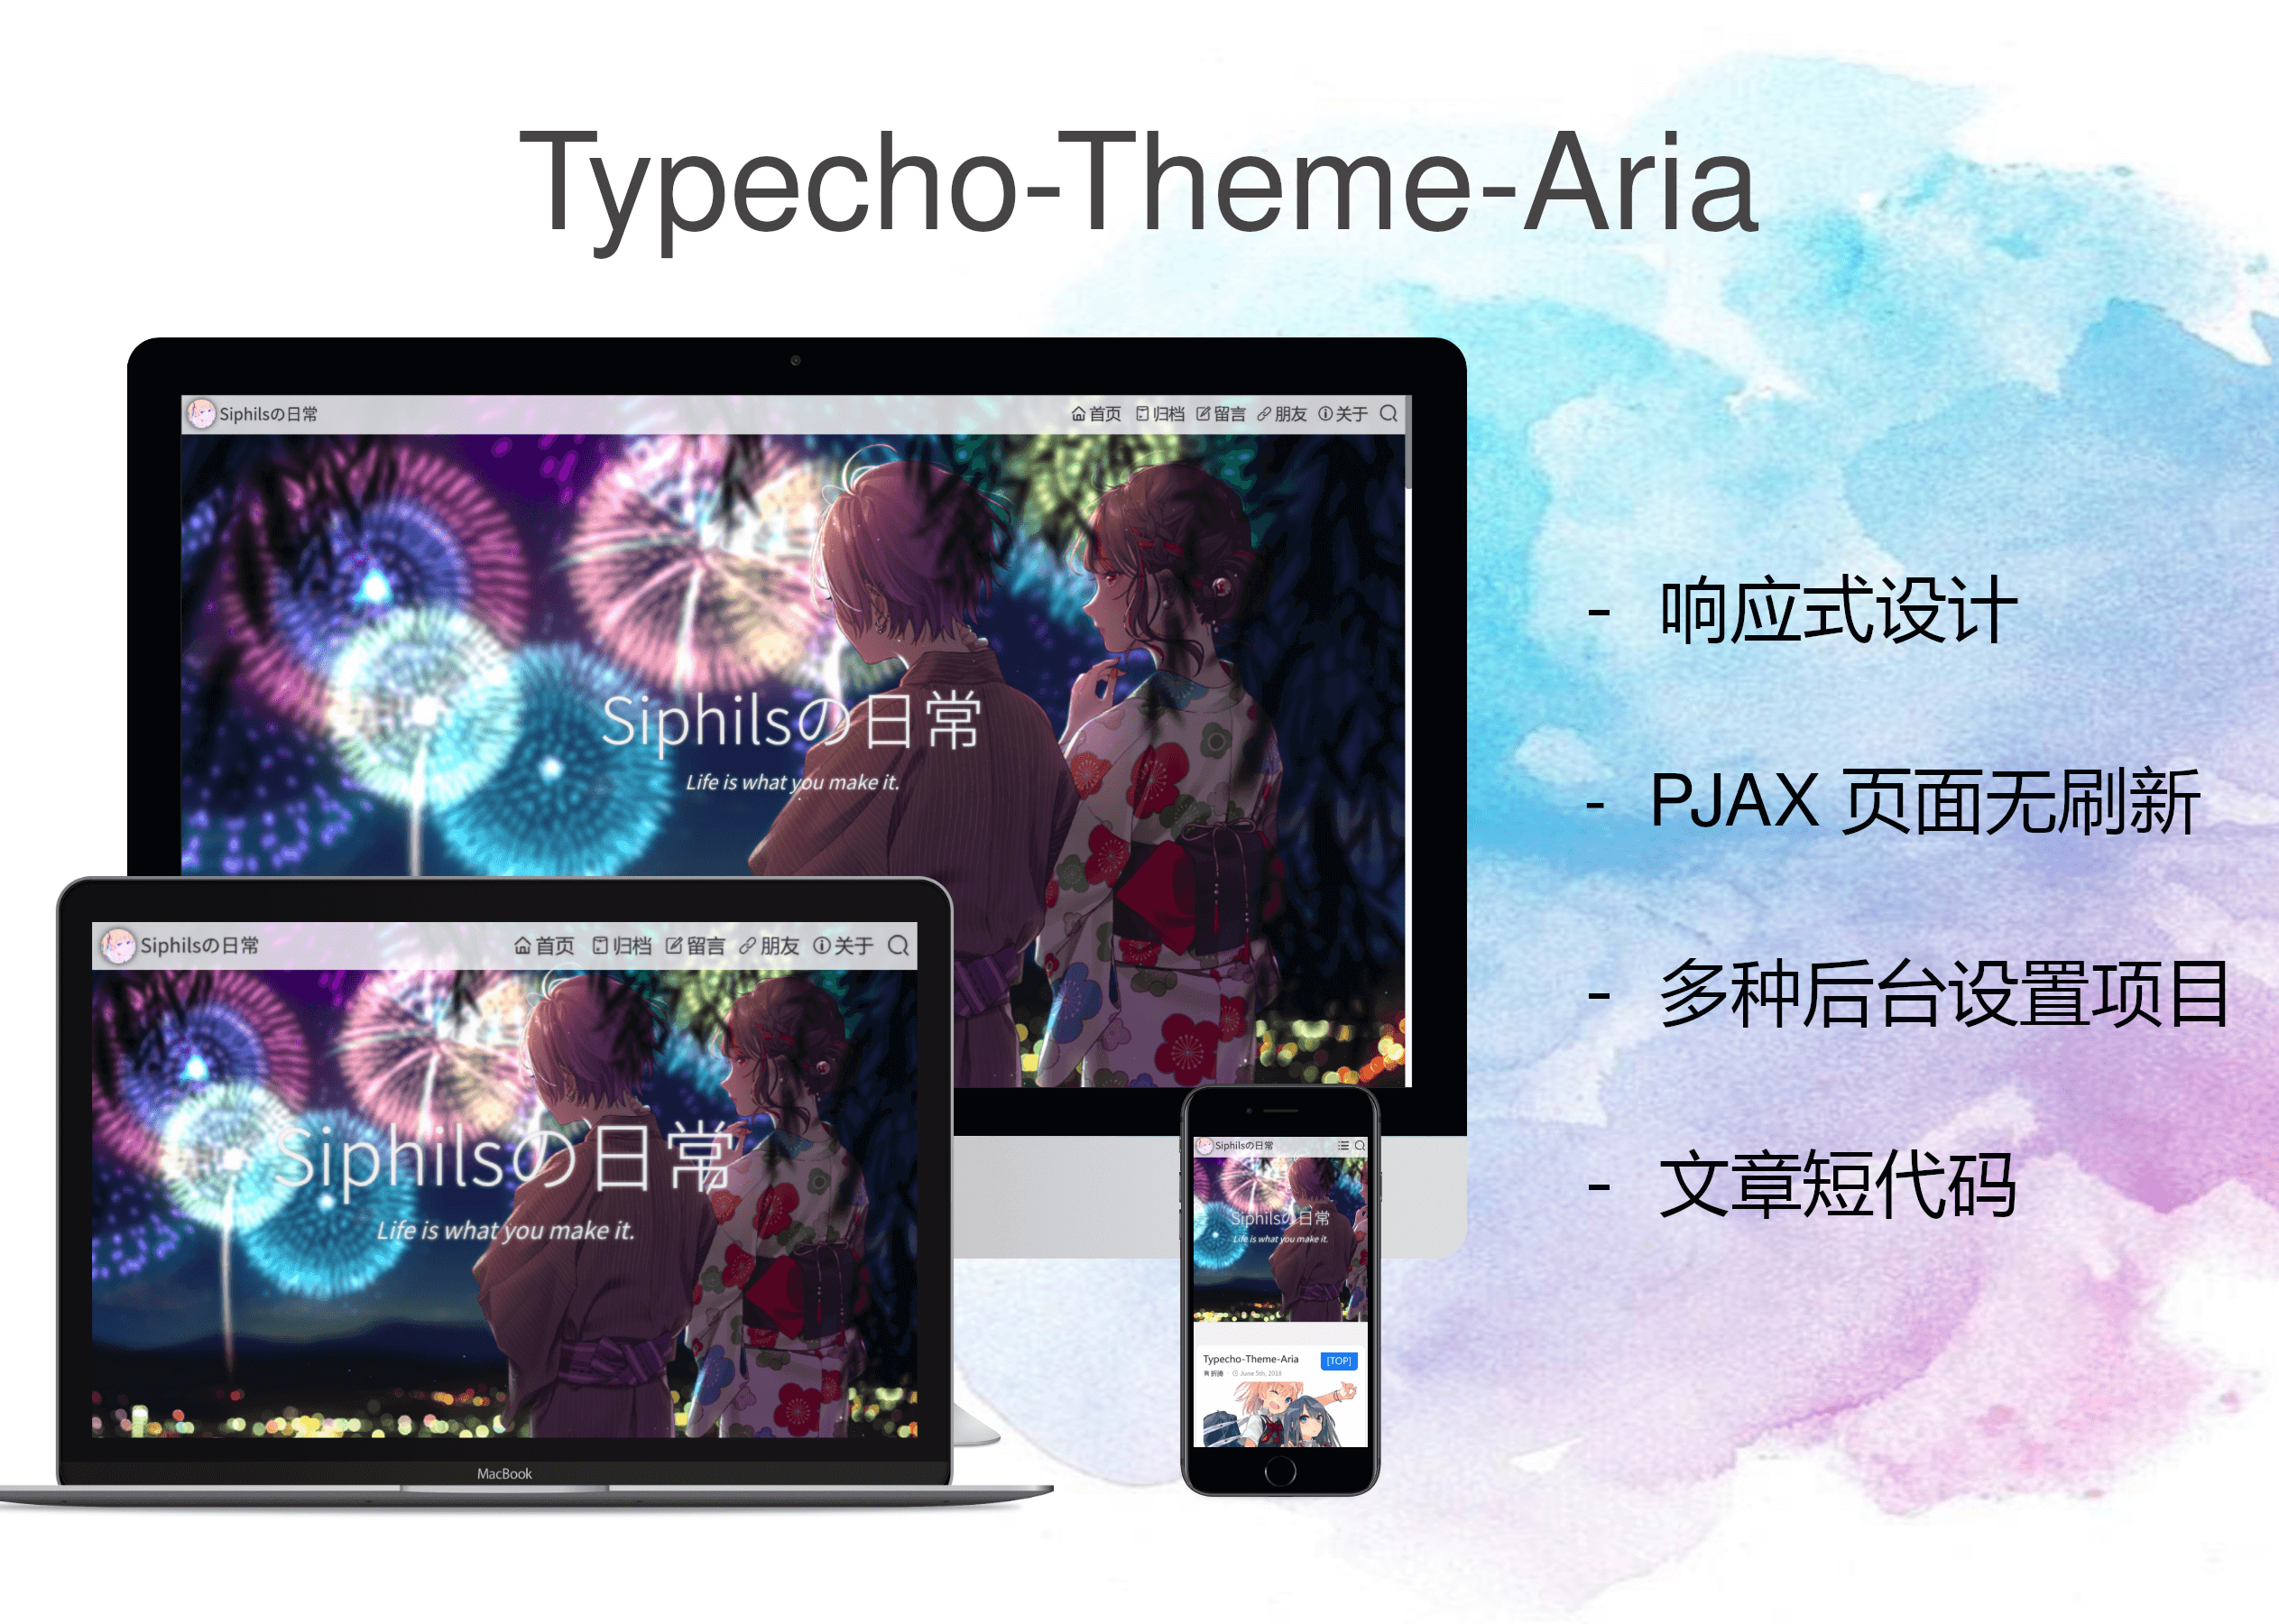 Typecho-Theme-Aria
Siphilsの日常
首页 归档 留言 朋友 关于
Siphilsの日常
Life is what you make it.
- 响应式设计
- PJAX 页面无刷新
- 多种后台设置项目
- 文章短代码
Siphilsの日常
首页 归档 留言 朋友 关于
Siphilsの日常
Life is what you make it.
MacBook
Siphilsの日常
Siphilsの日常
Life is what you make it.
Typecho-Theme-Aria [TOP]
折腾 · June 5th, 2018